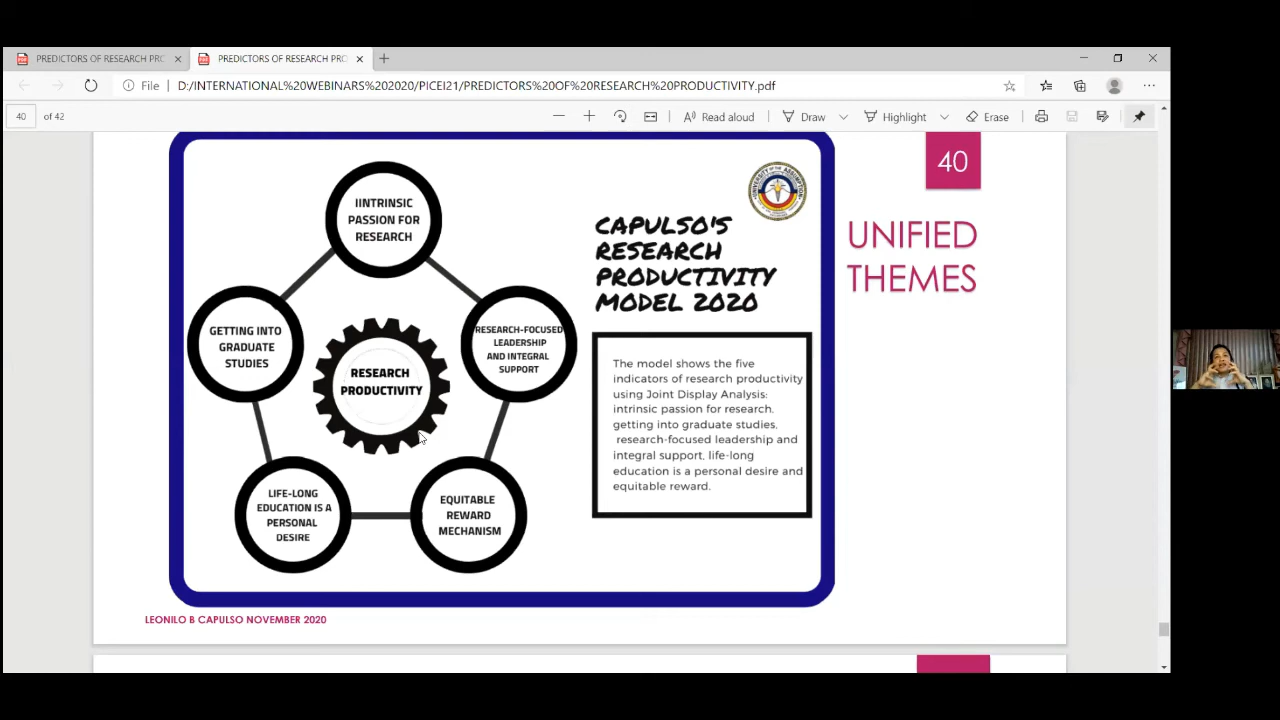 PREDICTORS OF RESEARCH PRO
PREDICTORS OF RESEARCH PRO
File
D:/INTERNATIONAL%20WEBINARS%202020/PICEI21/PREDICTORS%20OF%20RESEARCH%20PRODUCTIVITY.pdf
40 of 42
Read aloud
Draw
Highlight
Erase
40
UNIFIED
THEMES
IINTRINSIC
PASSION FOR
RESEARCH
GETTING INTO
GRADUATE
STUDIES
RESEARCH-FOCUSED
LEADERSHIP
AND INTEGRAL
SUPPORT
RESEARCH
PRODUCTIVITY
LIFE-LONG
EDUCATION IS A
PERSONAL
DESIRE
EQUITABLE
REWARD
MECHANISM
UNIVERSITY OF THE ASSUMPTION
CAPULSO'S
RESEARCH
PRODUCTIVITY
MODEL 2020
The model shows the five
indicators of research productivity
using Joint Display Analysis:
intrinsic passion for research,
getting into graduate studies,
research-focused leadership and
integral support, life-long
education is a personal desire and
equitable reward.
LEONILO B CAPULSO NOVEMBER 2020